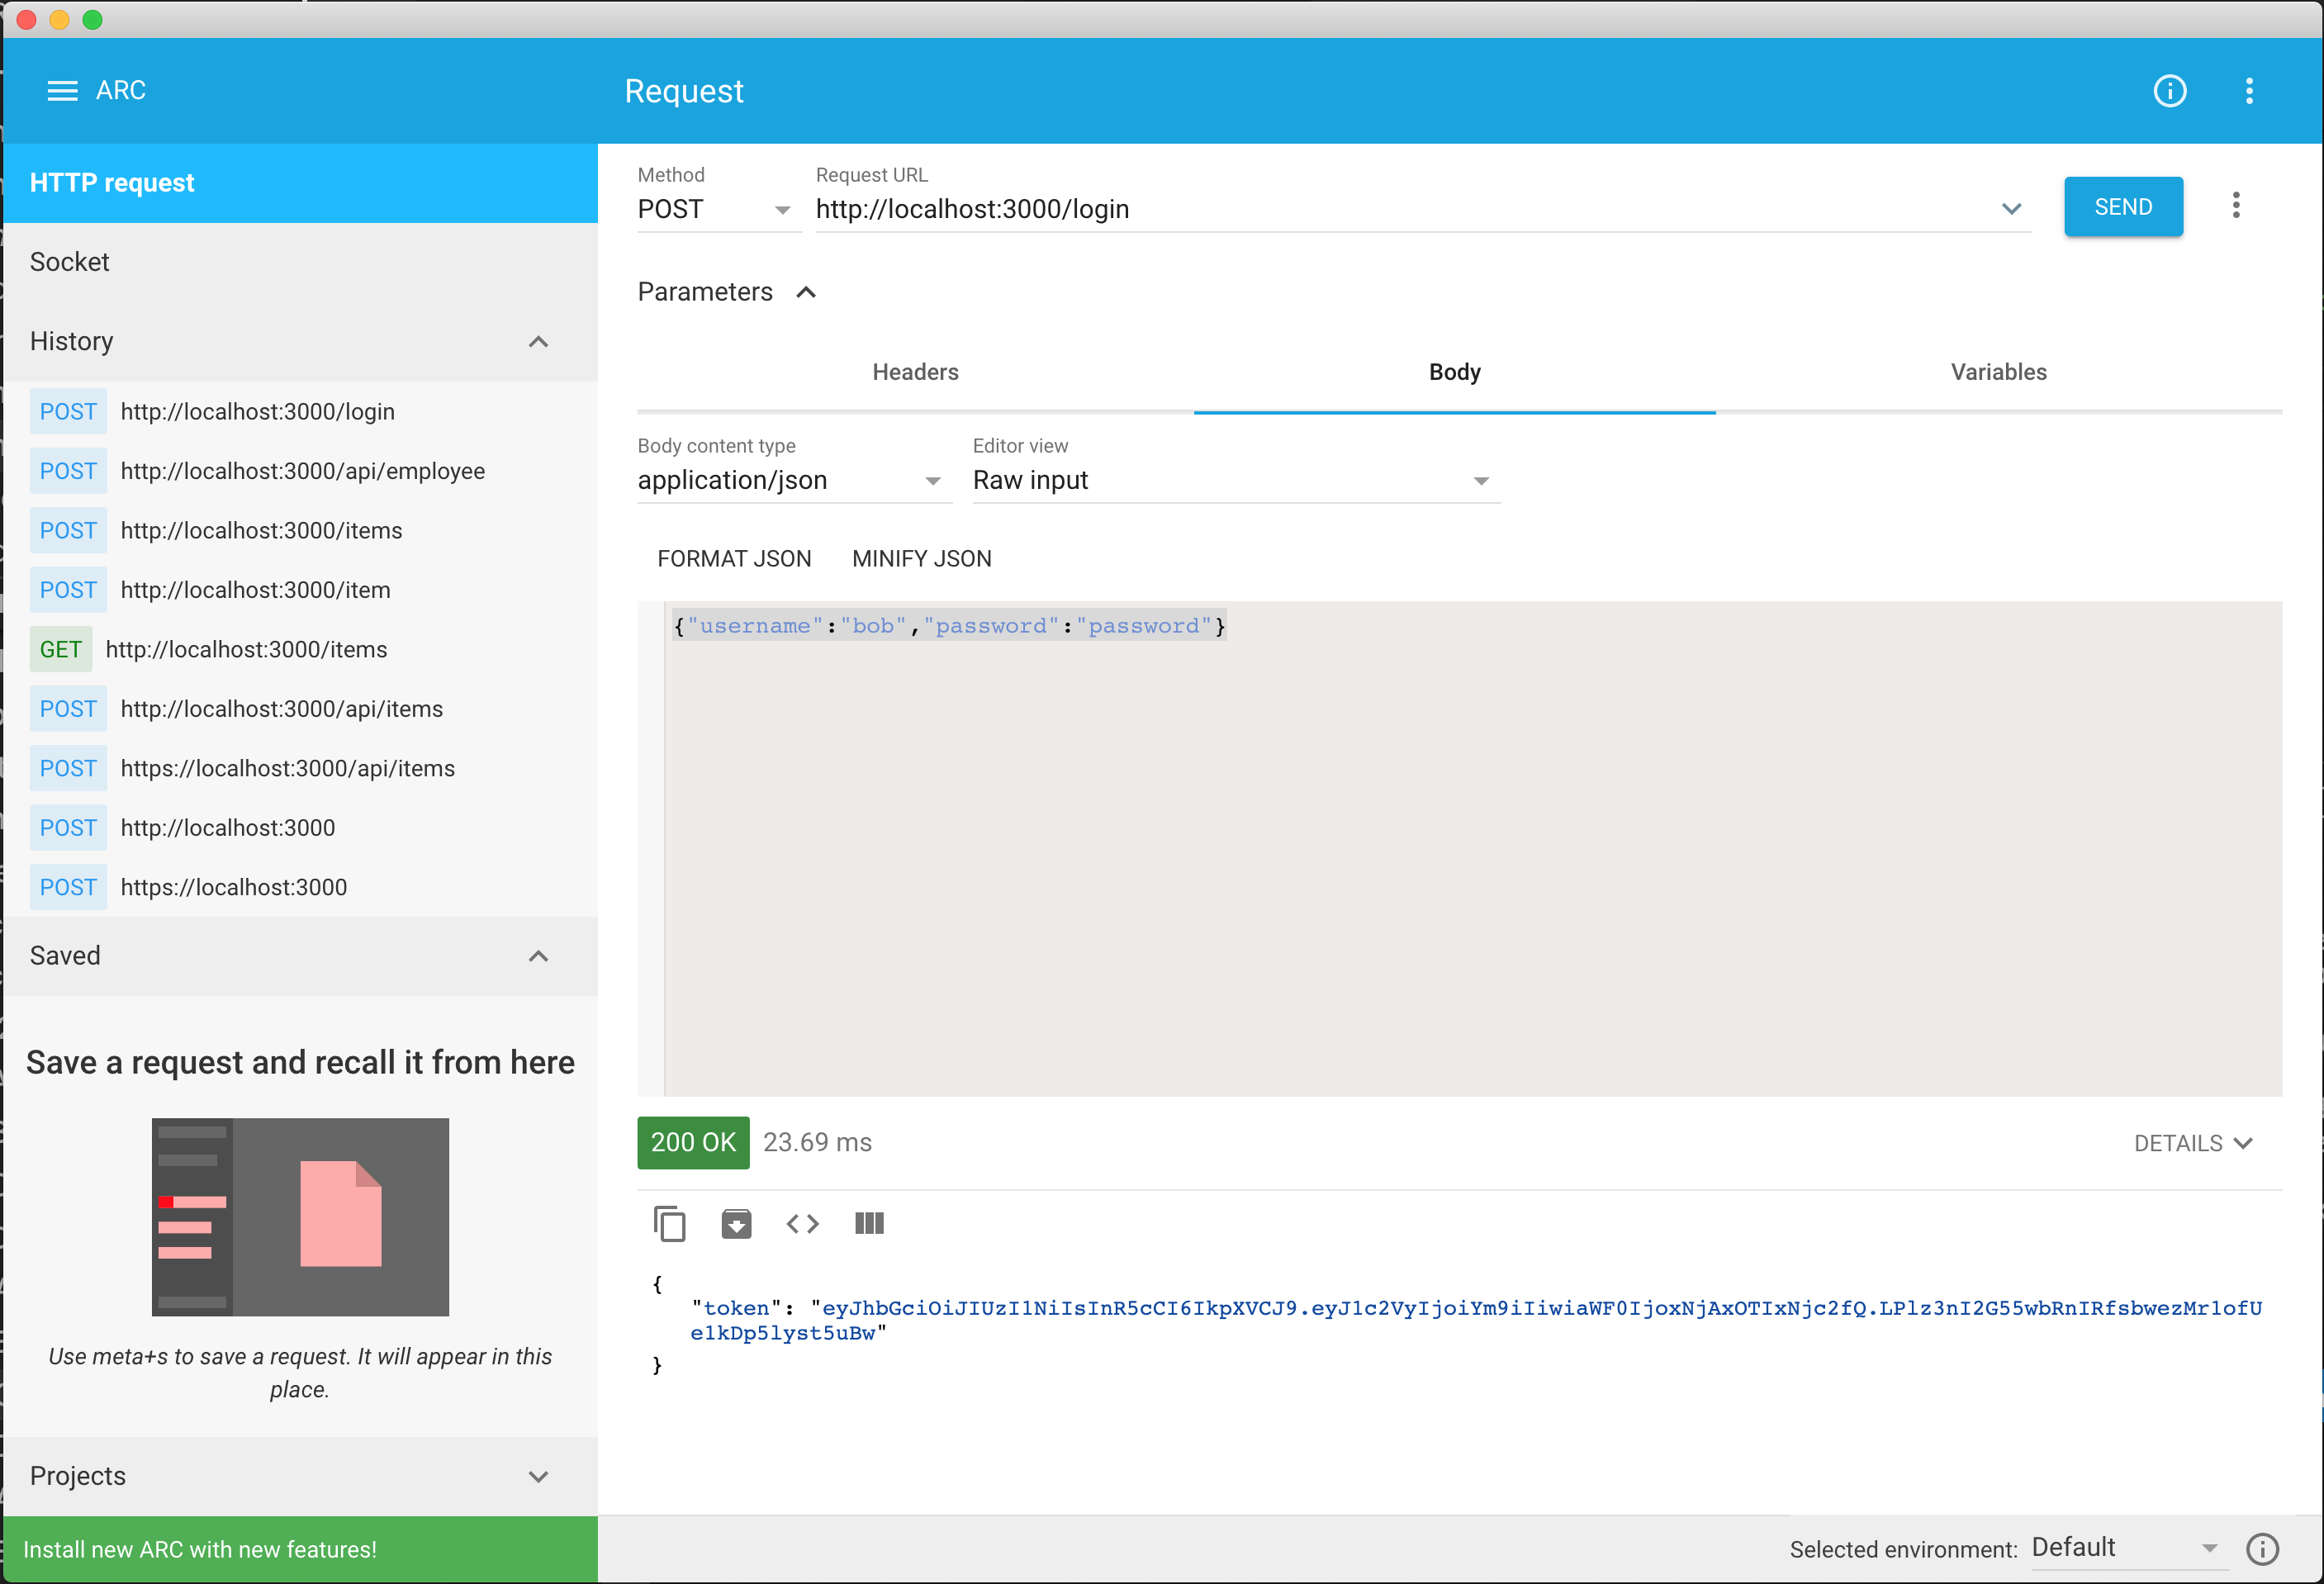 ARC
Request
HTTP request
Socket
History
POST http://localhost:3000/login
POST http://localhost:3000/api/employee
POST http://localhost:3000/items
POST http://localhost:3000/item
GET http://localhost:3000/items
POST http://localhost:3000/api/items
POST https://localhost:3000/api/items
POST http://localhost:3000
POST https://localhost:3000
Saved
Save a request and recall it from here
Use meta+s to save a request. It will appear in this
place.
Projects
Install new ARC with new features!
Method
POST
Request URL
http://localhost:3000/login
SEND
Parameters
Headers Body Variables
Body content type
application/json
Editor view
Raw input
FORMAT JSON MINIFY JSON
{"username":"bob","password":"password"}
200 OK 23.69 ms DETAILS
{
"token": "eyJhbGciOiJIUzI1NiIsInR5cCI6IkpXVCJ9.eyJ1c2VyIjoiYm9iIiwiaWF0IjoxNjAxOTIxNjc2fQ.LPlz3nI2G55wbRnIRfsbwezMr1ofU
e1kDp5lyst5uBw"
}
Selected environment: Default